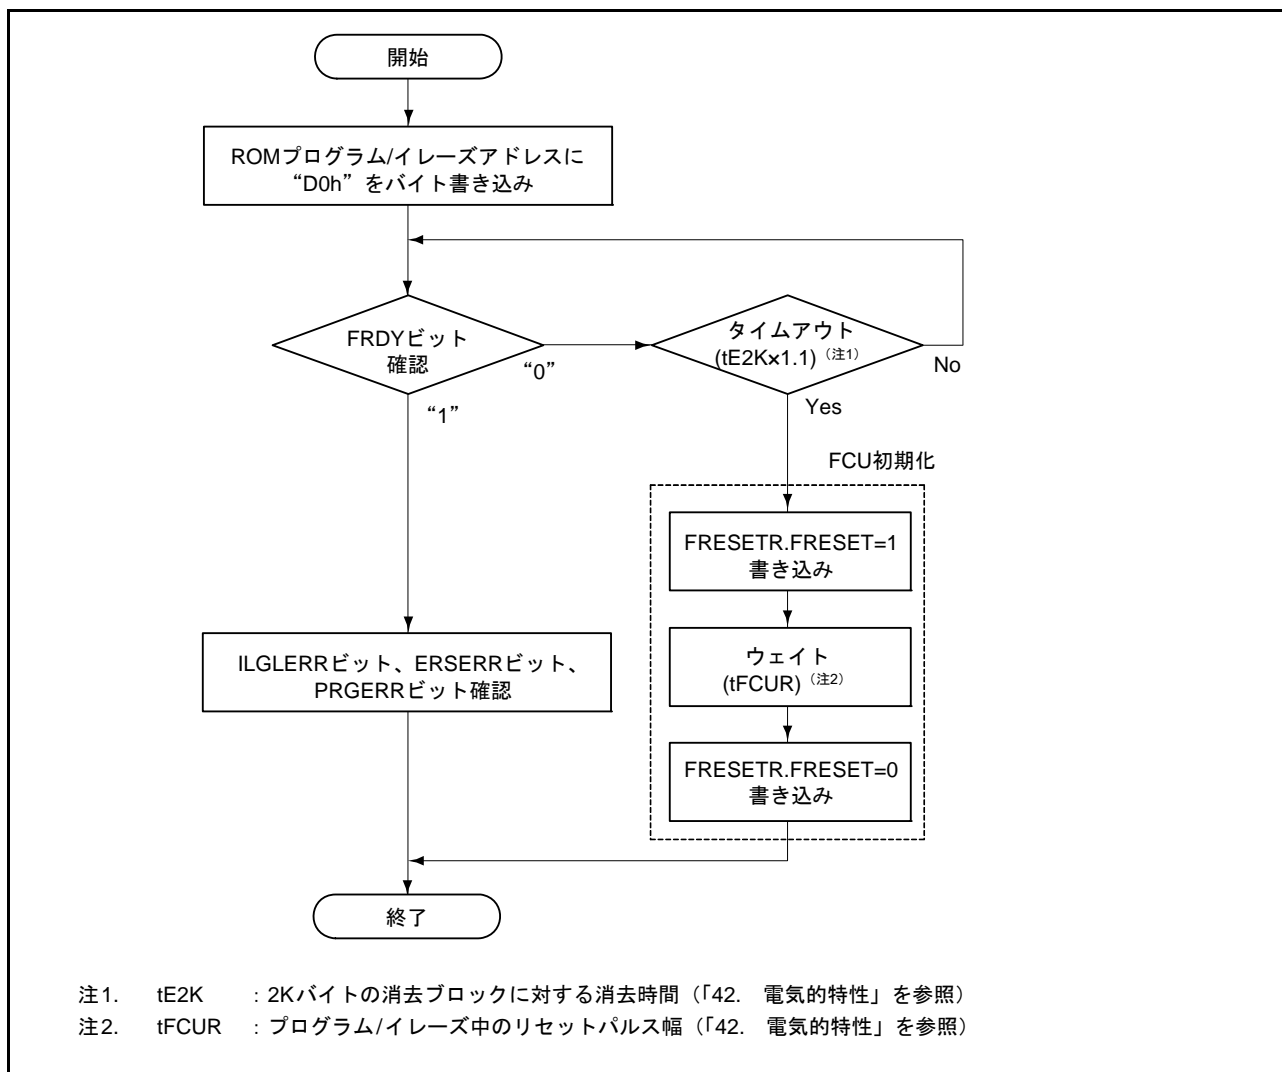 開始
ROMプログラム/イレーズアドレスに
“D0h”をバイト書き込み
FRDYビット
確認
“0”
“1”
タイムアウト
(tE2K×1.1)（注1）
No
Yes
FCU初期化
FRESETR.FRESET=1
書き込み
ウェイト
(tFCUR)（注2）
FRESETR.FRESET=0
書き込み
ILGLERRビット、ERSERRビット、
PRGERRビット確認
終了
注1. tE2K : 2Kバイトの消去ブロックに対する消去時間（「42. 電気的特性」を参照）
注2. tFCUR : プログラム/イレーズ中のリセットパルス幅（「42. 電気的特性」を参照）